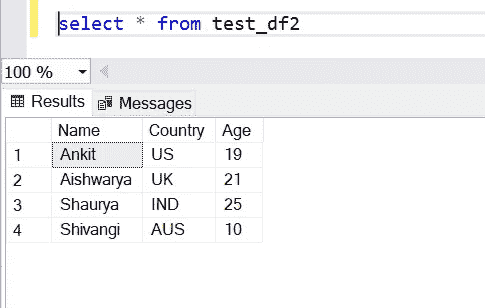 select * from test_df2
100 %
Results Messages
Name Country Age
1 Ankit US 19
2 Aishwarya UK 21
3 Shaurya IND 25
4 Shivangi AUS 10